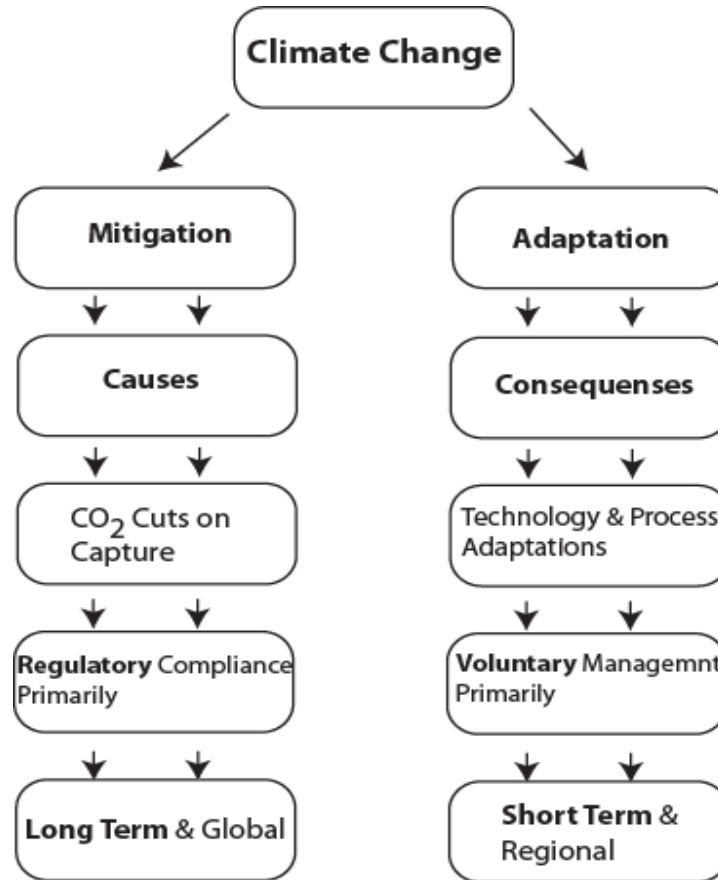 Climate Change
Mitigation
Causes
CO2 Cuts on
Capture
Regulatory Compliance
Primarily
Long Term & Global
Adaptation
Consequenses
Technology & Process
Adaptations
Voluntary Managemnt
Primarily
Short Term &
Regional